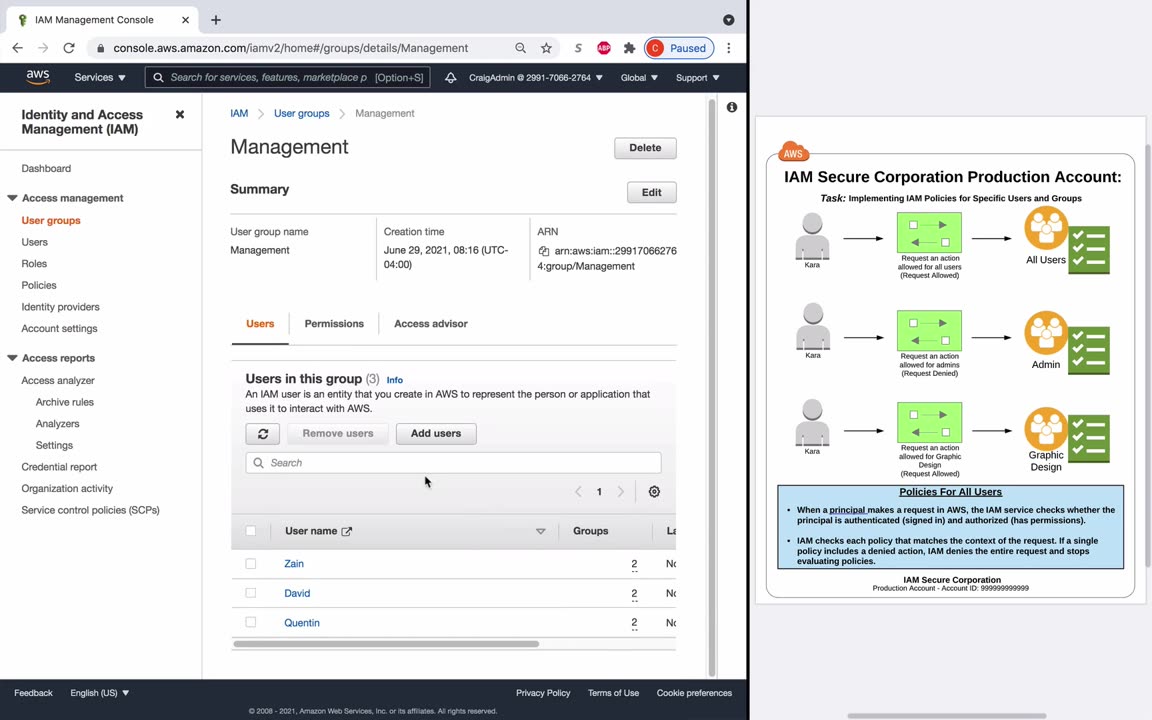 IAM Management Console
console.aws.amazon.com/iamv2/home#/groups/details/Management
S
ABP
C
Paused
aws
Services
Search for services, features, marketplace p
[Option+S]
CraigAdmin @ 2991-7066-2764
Global
Support
Identity and Access
Management (IAM)
Dashboard
Access management
User groups
Users
Roles
Policies
Identity providers
Account settings
Access reports
Access analyzer
Archive rules
Analyzers
Settings
Credential report
Organization activity
Service control policies (SCPs)
IAM
User groups
Management
Management
Delete
Summary
Edit
User group name
Management
Creation time
June 29, 2021, 08:16 (UTC-
04:00)
ARN
arn:aws:iam::29917066276
4:group/Management
Users
Permissions
Access advisor
Users in this group (3) Info
An IAM user is an entity that you create in AWS to represent the person or application that
uses it to interact with AWS.
Remove users
Add users
Search
1
User name
Groups
La
Zain
2
No
David
2
No
Quentin
2
No
Feedback
English (US)
Privacy Policy
Terms of Use
Cookie preferences
© 2008 - 2021, Amazon Web Services, Inc. or its affiliates. All rights reserved.
AWS
IAM Secure Corporation Production Account:
Task: Implementing IAM Policies for Specific Users and Groups
Kara
Request an action
allowed for all users
(Request Allowed)
All Users
Kara
Request an action
allowed for admins
(Request Denied)
Admin
Kara
Request an action
allowed for Graphic
Design
(Request Allowed)
Graphic
Design
Policies For All Users
• When a principal makes a request in AWS, the IAM service checks whether the
principal is authenticated (signed in) and authorized (has permissions).
• IAM checks each policy that matches the context of the request. If a single
policy includes a denied action, IAM denies the entire request and stops
evaluating policies.
IAM Secure Corporation
Production Account - Account ID: 999999999999